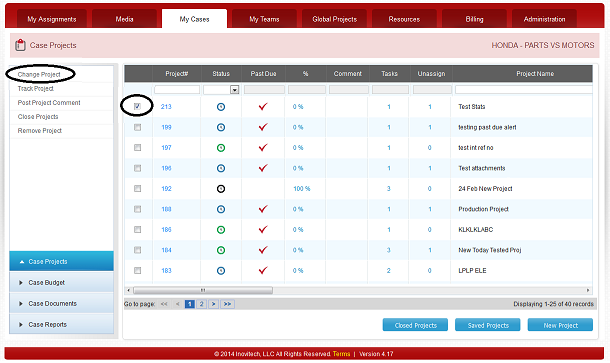 My Assignments Media My Cases My Teams Global Projects Resources Billing Administration
Case Projects HONDA - PARTS VS MOTORS
Change Project
Track Project
Post Project Comment
Close Projects
Remove Project
Case Projects
Case Budget
Case Documents
Case Reports
Project# Status Past Due % Comment Tasks Unassign Project Name
213 0 % 1 1 Test Stats
199 0 % 1 1 testing past due alert
197 0 % 1 0 test int ref no
196 0 % 1 1 Test attachments
192 100 % 3 0 24 Feb New Project
188 0 % 1 1 Production Project
186 0 % 1 0 KLKLKLABC
184 0 % 3 1 New Today Tested Proj
183 0 % 2 0 LPLP ELE
Go to page: << < 1 2 > >> Displaying 1-25 of 40 records
Closed Projects Saved Projects New Project
© 2014 Inovitech, LLC All Rights Reserved. Terms | Version 4.17